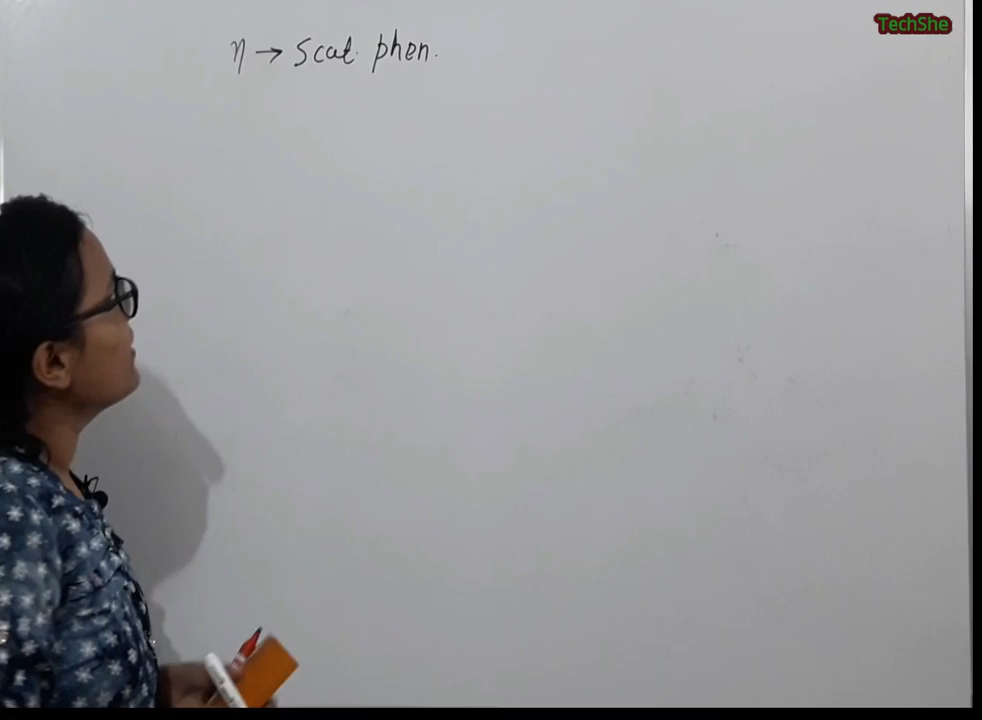 TechShe
η → Scat. phen.